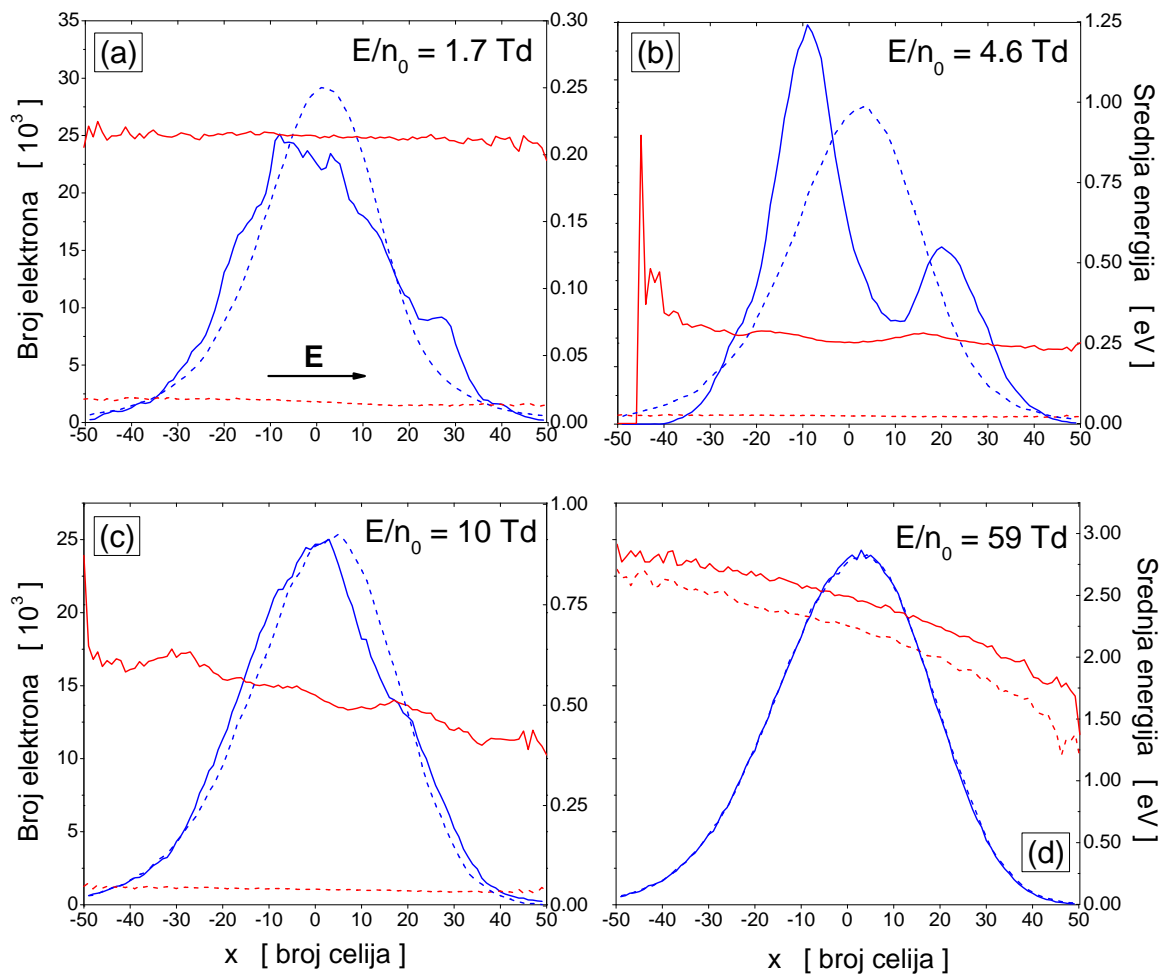 (a) E/n0 = 1.7 Td
(b) E/n0 = 4.6 Td
35
30
25
20
15
10
5
0
0.30
0.25
0.20
0.15
0.10
0.05
0.00
1.25
1.00
0.75
0.50
0.25
0.00
Broj elektrona [ 10^3 ]
Srednja energija [ eV ]
E
-50 -40 -30 -20 -10 0 10 20 30 40 50
-50 -40 -30 -20 -10 0 10 20 30 40 50
(c) E/n0 = 10 Td
E/n0 = 59 Td
(d)
25
20
15
10
5
0
1.00
0.75
0.50
0.25
0.00
3.00
2.50
2.00
1.50
1.00
0.50
0.00
Broj elektrona [ 10^3 ]
Srednja energija [ eV ]
-50 -40 -30 -20 -10 0 10 20 30 40 50
-50 -40 -30 -20 -10 0 10 20 30 40 50
x [ broj celija ]
x [ broj celija ]